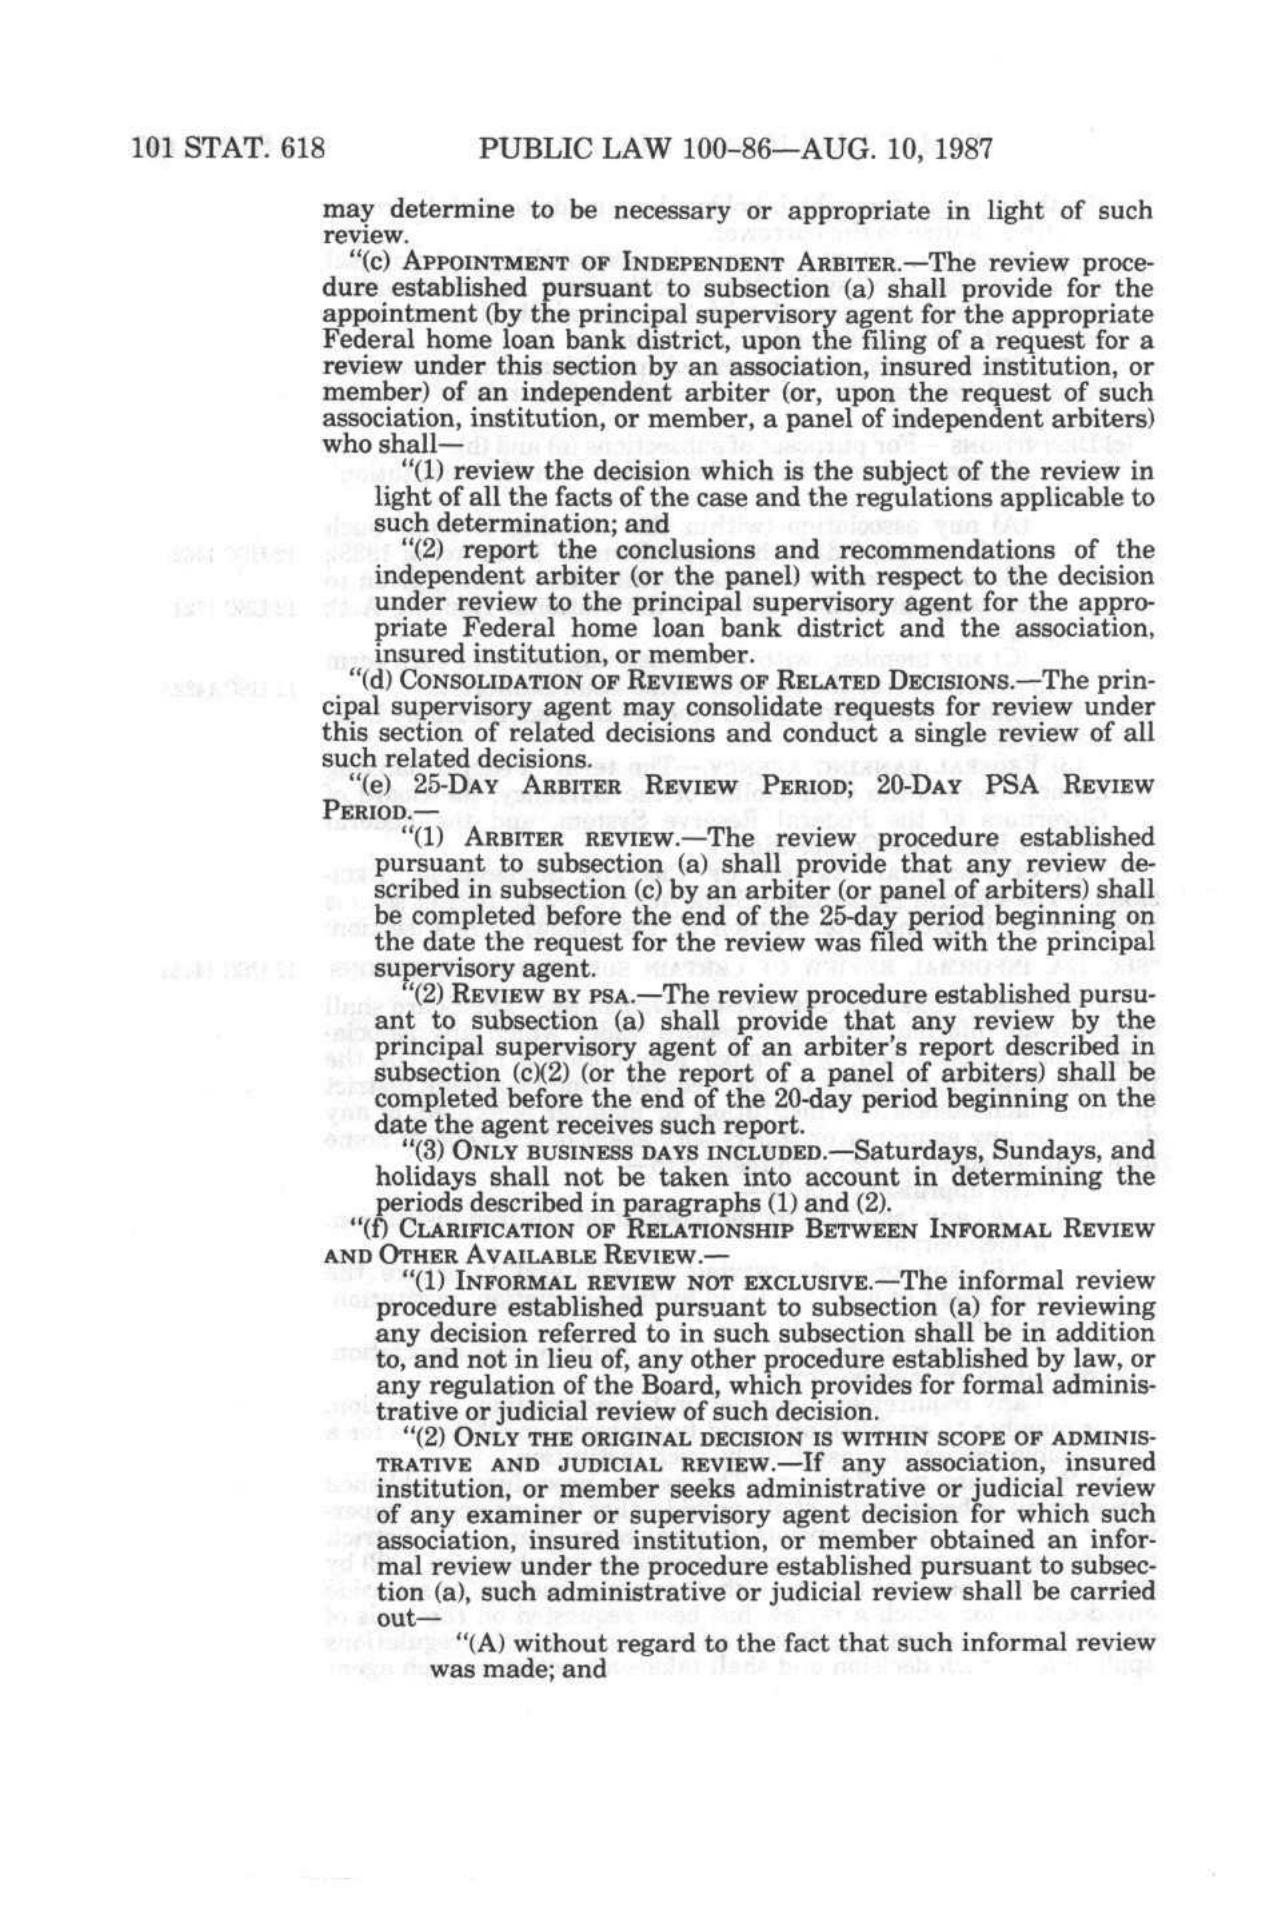 101 STAT. 618 PUBLIC LAW 100-86—AUG. 10, 1987
may determine to be necessary or appropriate in light of such
review.
"(c) APPOINTMENT OF INDEPENDENT ARBITER.—The review proce-
dure established pursuant to subsection (a) shall provide for the
appointment (by the principal supervisory agent for the appropriate
Federal home loan bank district, upon the filing of a request for a
review under this section by an association, insured institution, or
member) of an independent arbiter (or, upon the request of such
association, institution, or member, a panel of independent arbiters)
who shall—
"(1) review the decision which is the subject of the review in
light of all the facts of the case and the regulations applicable to
such determination; and
"(2) report the conclusions and recommendations of the
independent arbiter (or the panel) with respect to the decision
under review to the principal supervisory agent for the appro-
priate Federal home loan bank district and the association,
insured institution, or member.
"(d) CONSOLIDATION OF REVIEWS OF RELATED DECISIONS.—The prin-
cipal supervisory agent may consolidate requests for review under
this section of related decisions and conduct a single review of all
such related decisions.
"(e) 25-DAY ARBITER REVIEW PERIOD; 20-DAY PSA REVIEW
PERIOD.—
"(1) ARBITER REVIEW.—The review procedure established
pursuant to subsection (a) shall provide that any review de-
scribed in subsection (c) by an arbiter (or panel of arbiters) shall
be completed before the end of the 25-day period beginning on
the date the request for the review was filed with the principal
supervisory agent.
"(2) REVIEW BY PSA.—The review procedure established pursu-
ant to subsection (a) shall provide that any review by the
principal supervisory agent of an arbiter's report described in
subsection (c)(2) (or the report of a panel of arbiters) shall be
completed before the end of the 20-day period beginning on the
date the agent receives such report.
"(3) ONLY BUSINESS DAYS INCLUDED.—Saturdays, Sundays, and
holidays shall not be taken into account in determining the
periods described in paragraphs (1) and (2).
"(f) CLARIFICATION OF RELATIONSHIP BETWEEN INFORMAL REVIEW
AND OTHER AVAILABLE REVIEW.—
"(1) INFORMAL REVIEW NOT EXCLUSIVE.—The informal review
procedure established pursuant to subsection (a) for reviewing
any decision referred to in such subsection shall be in addition
to, and not in lieu of, any other procedure established by law, or
any regulation of the Board, which provides for formal adminis-
trative or judicial review of such decision.
"(2) ONLY THE ORIGINAL DECISION IS WITHIN SCOPE OF ADMINIS-
TRATIVE AND JUDICIAL REVIEW.—If any association, insured
institution, or member seeks administrative or judicial review
of any examiner or supervisory agent decision for which such
association, insured institution, or member obtained an infor-
mal review under the procedure established pursuant to subsec-
tion (a), such administrative or judicial review shall be carried
out—
"(A) without regard to the fact that such informal review
was made; and